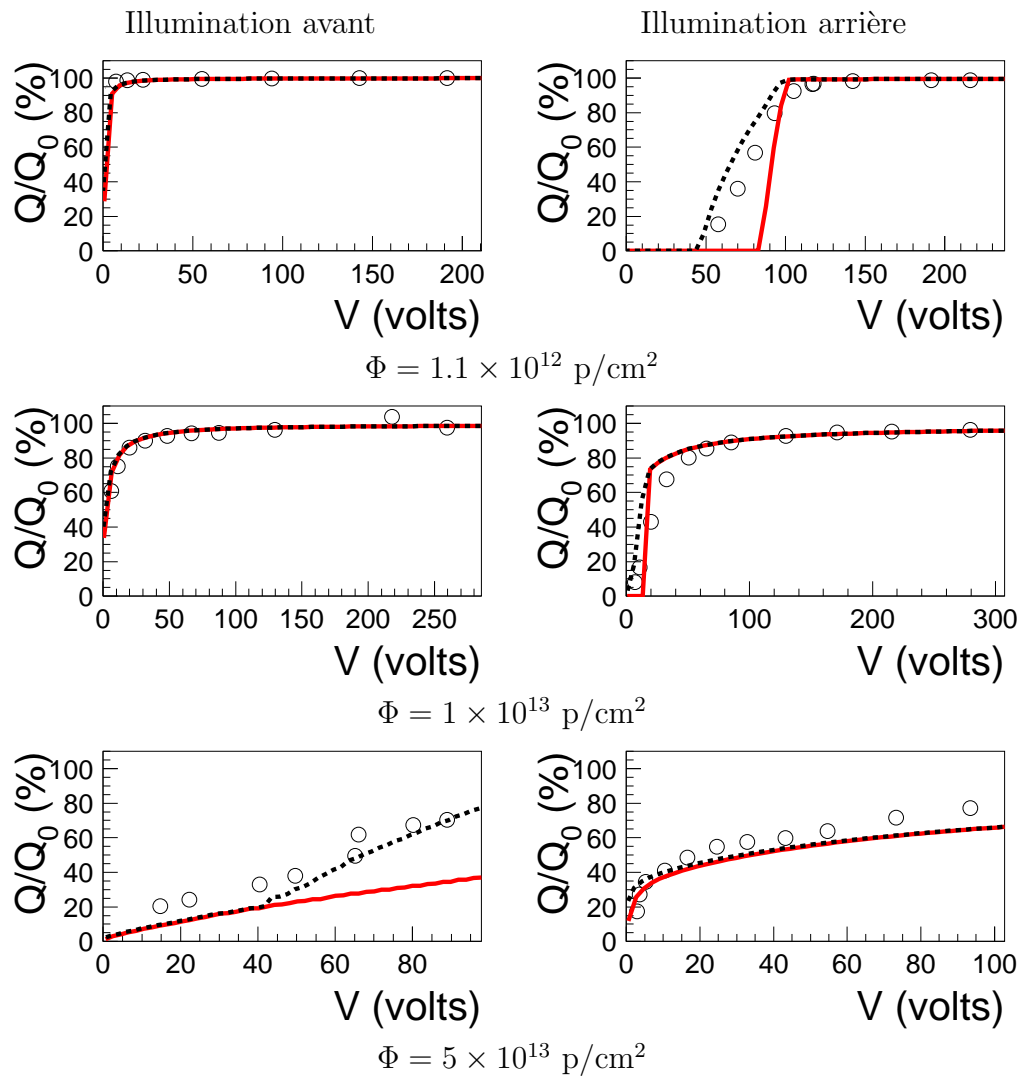 Illumination avant
Illumination arrière
Q/Q0 (%)
100
80
60
40
20
0
0 50 100 150 200
V (volts)
Q/Q0 (%)
100
80
60
40
20
0
0 50 100 150 200
V (volts)
Φ = 1.1 × 10^12 p/cm^2
Q/Q0 (%)
100
80
60
40
20
0
0 50 100 150 200 250
V (volts)
Q/Q0 (%)
100
80
60
40
20
0
0 100 200 300
V (volts)
Φ = 1 × 10^13 p/cm^2
Q/Q0 (%)
100
80
60
40
20
0
0 20 40 60 80
V (volts)
Q/Q0 (%)
100
80
60
40
20
0
0 20 40 60 80 100
V (volts)
Φ = 5 × 10^13 p/cm^2